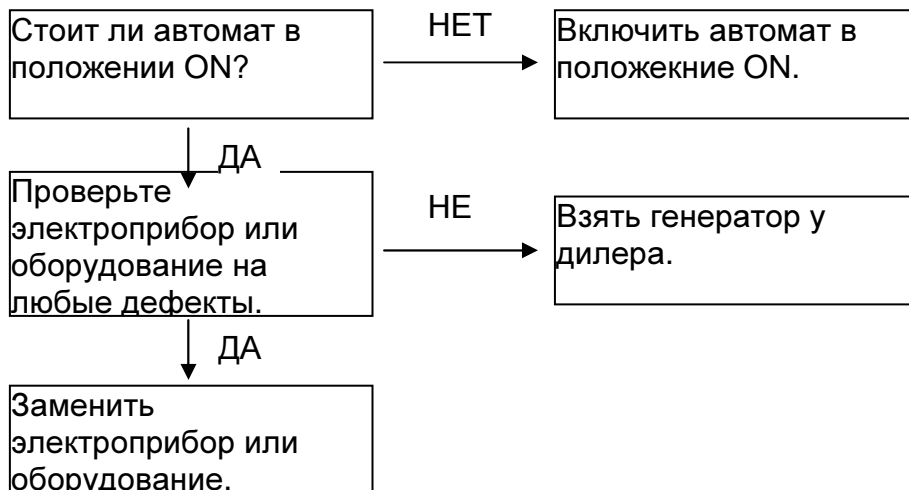 Стоит ли автомат в
положении ON?
НЕТ
Включить автомат в
положекние ON.
ДА
Проверьте
электроприбор или
оборудование на
любые дефекты.
НЕ
Взять генератор у
дилера.
ДА
Заменить
электроприбор или
оборудование.